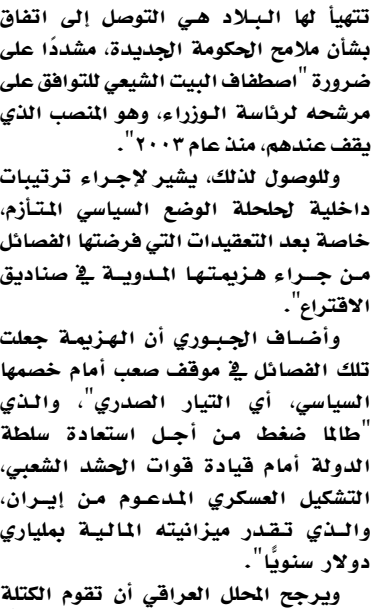 تتهيأ لها البلاد هي التوصل إلى اتفاق
بشأن ملامح الحكومة الجديدة، مشددًا على
ضرورة "اصطفاف البيت الشيعي للتوافق على
مرشحه لرئاسة الوزراء، وهو المنصب الذي
يقف عندهم، منذ عام ٢٠٠٣".
وللوصول لذلك، يشير لإجراء ترتيبات
داخلية لحلحلة الوضع السياسي المتأزم،
خاصة بعد التعقيدات التي فرضتها الفصائل
من جراء هزيمتها المدوية في صناديق
الاقتراع".
وأضاف الجبوري أن الهزيمة جعلت
تلك الفصائل في موقف صعب أمام خصمها
السياسي، أي التيار الصدري"، والذي
"طالما ضغط من أجل استعادة سلطة
الدولة أمام قيادة قوات الحشد الشعبي،
التشكيل العسكري المدعوم من إيران،
والذي تقدر ميزانيته المالية بملياري
دولار سنويًّا".
ويرجح المحلل العراقي أن تقوم الكتلة